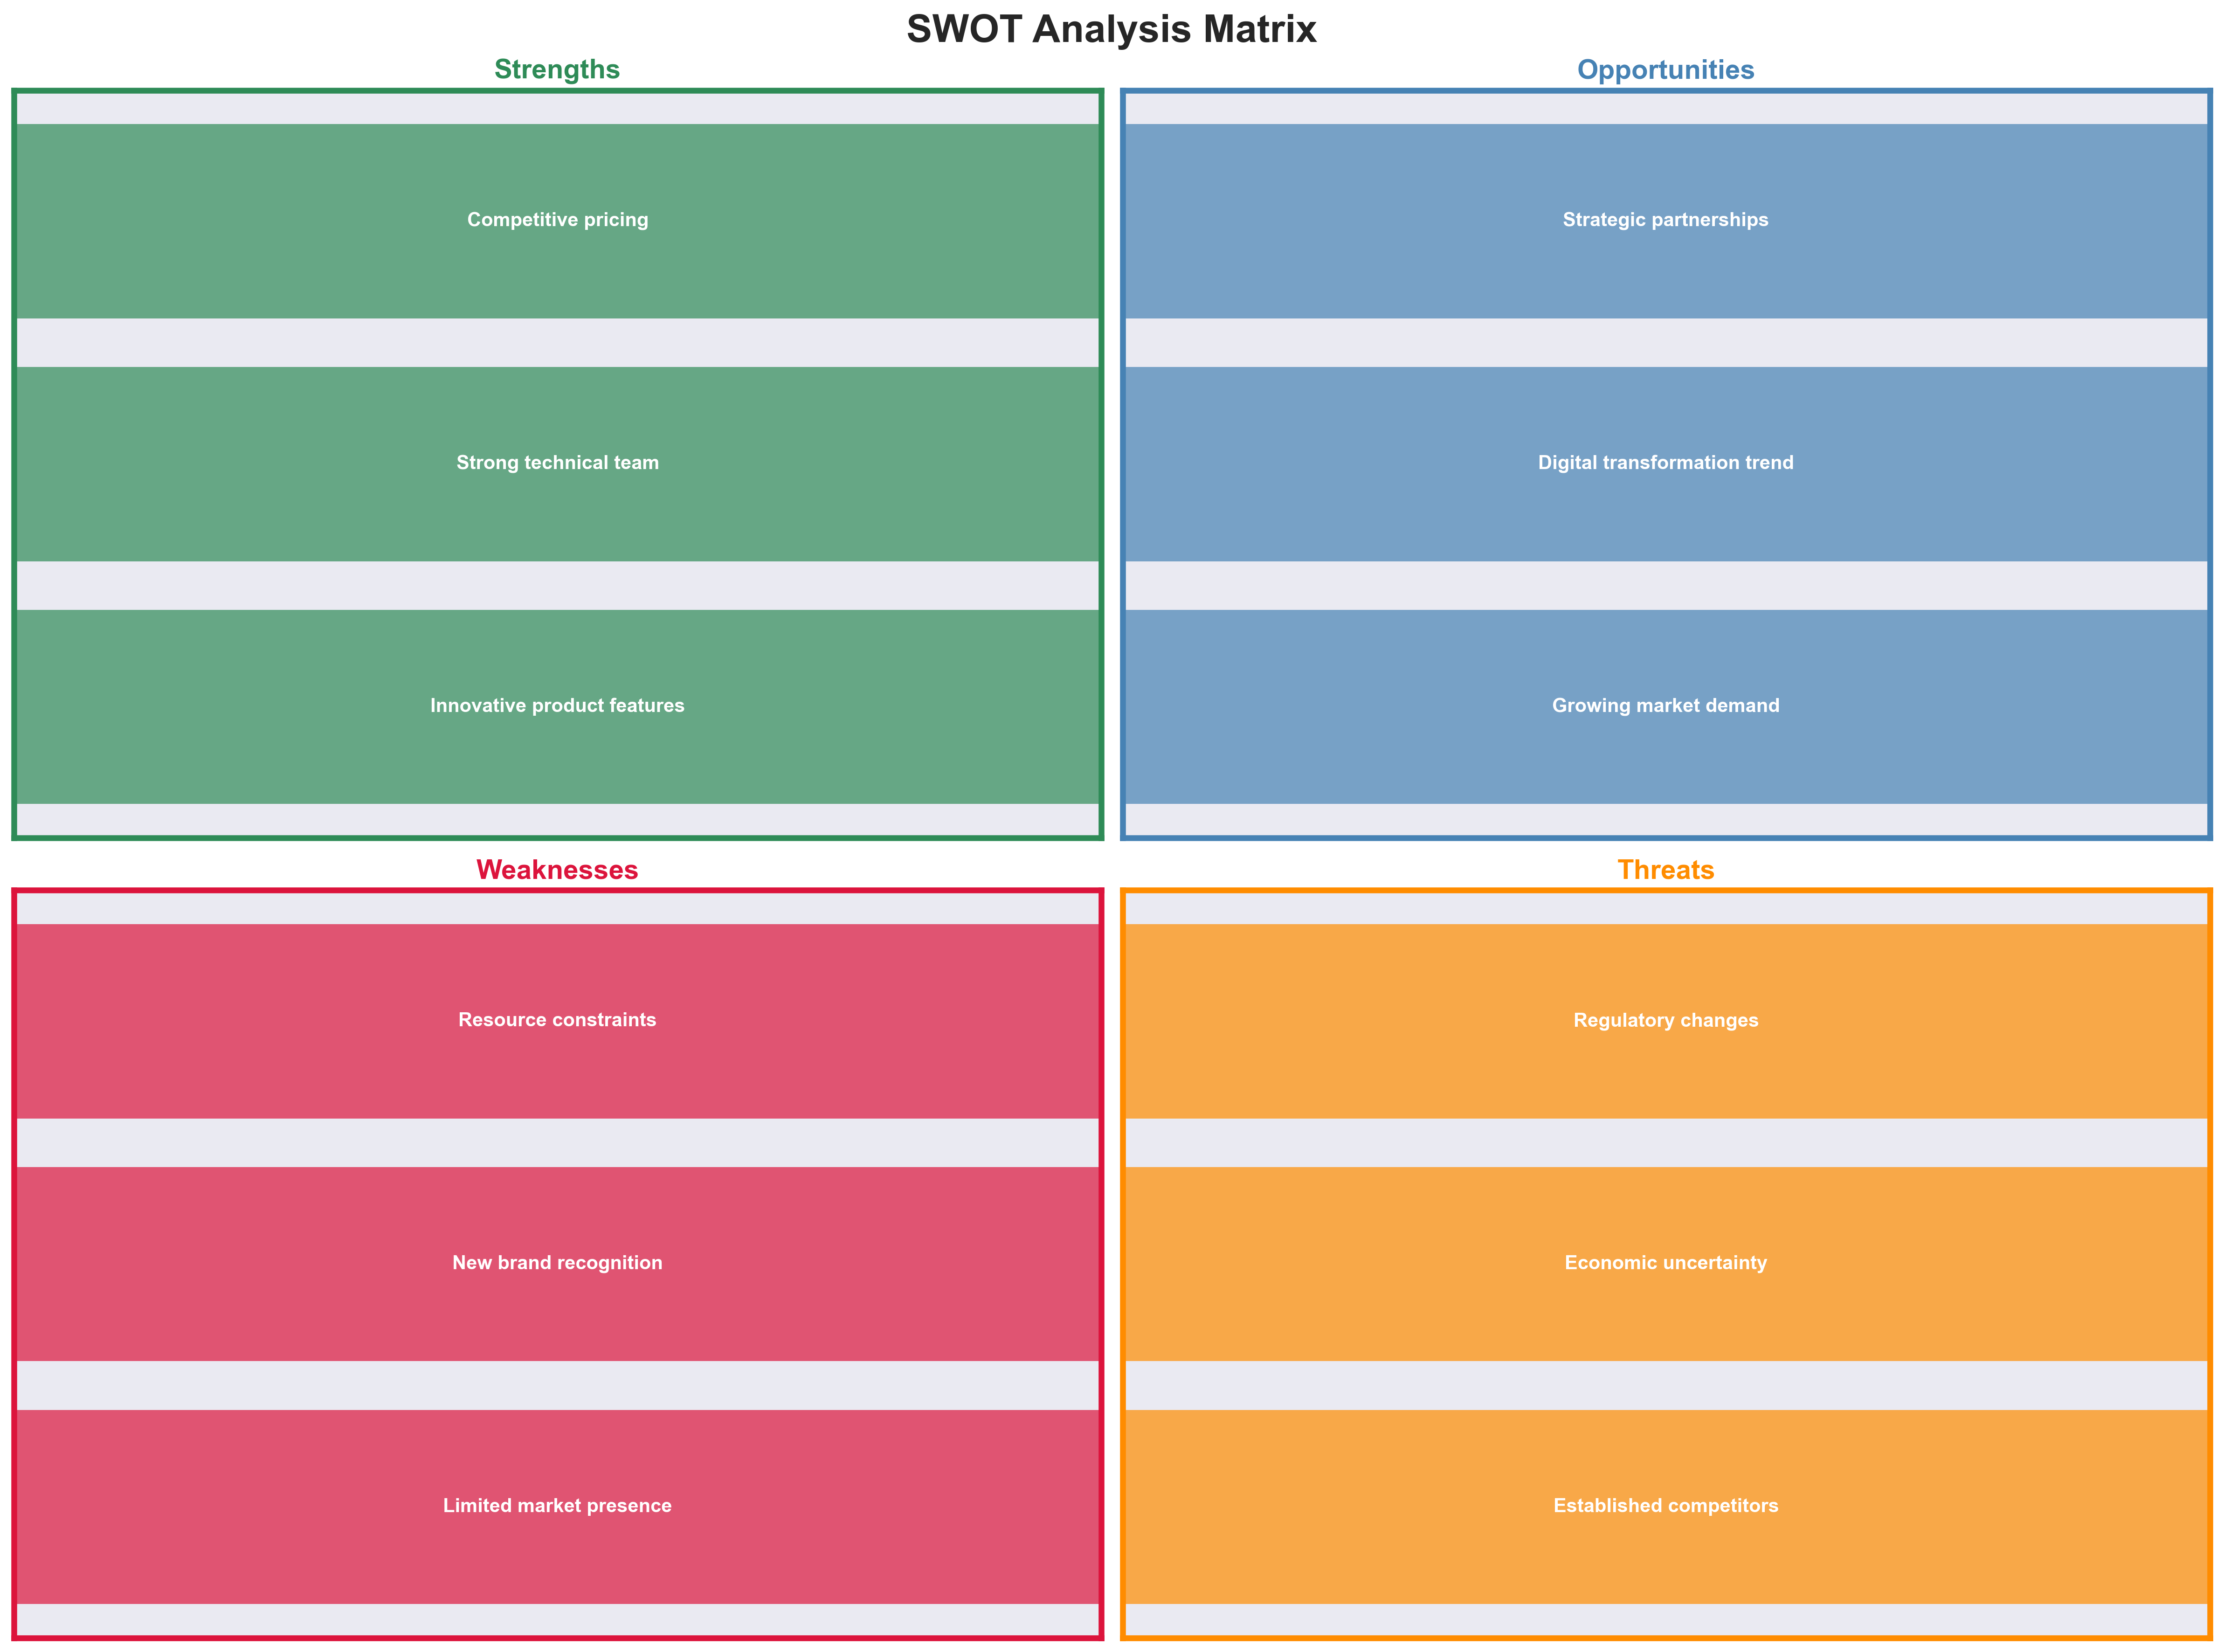 SWOT Analysis Matrix
Strengths
Competitive pricing
Strong technical team
Innovative product features
Opportunities
Strategic partnerships
Digital transformation trend
Growing market demand
Weaknesses
Resource constraints
New brand recognition
Limited market presence
Threats
Regulatory changes
Economic uncertainty
Established competitors